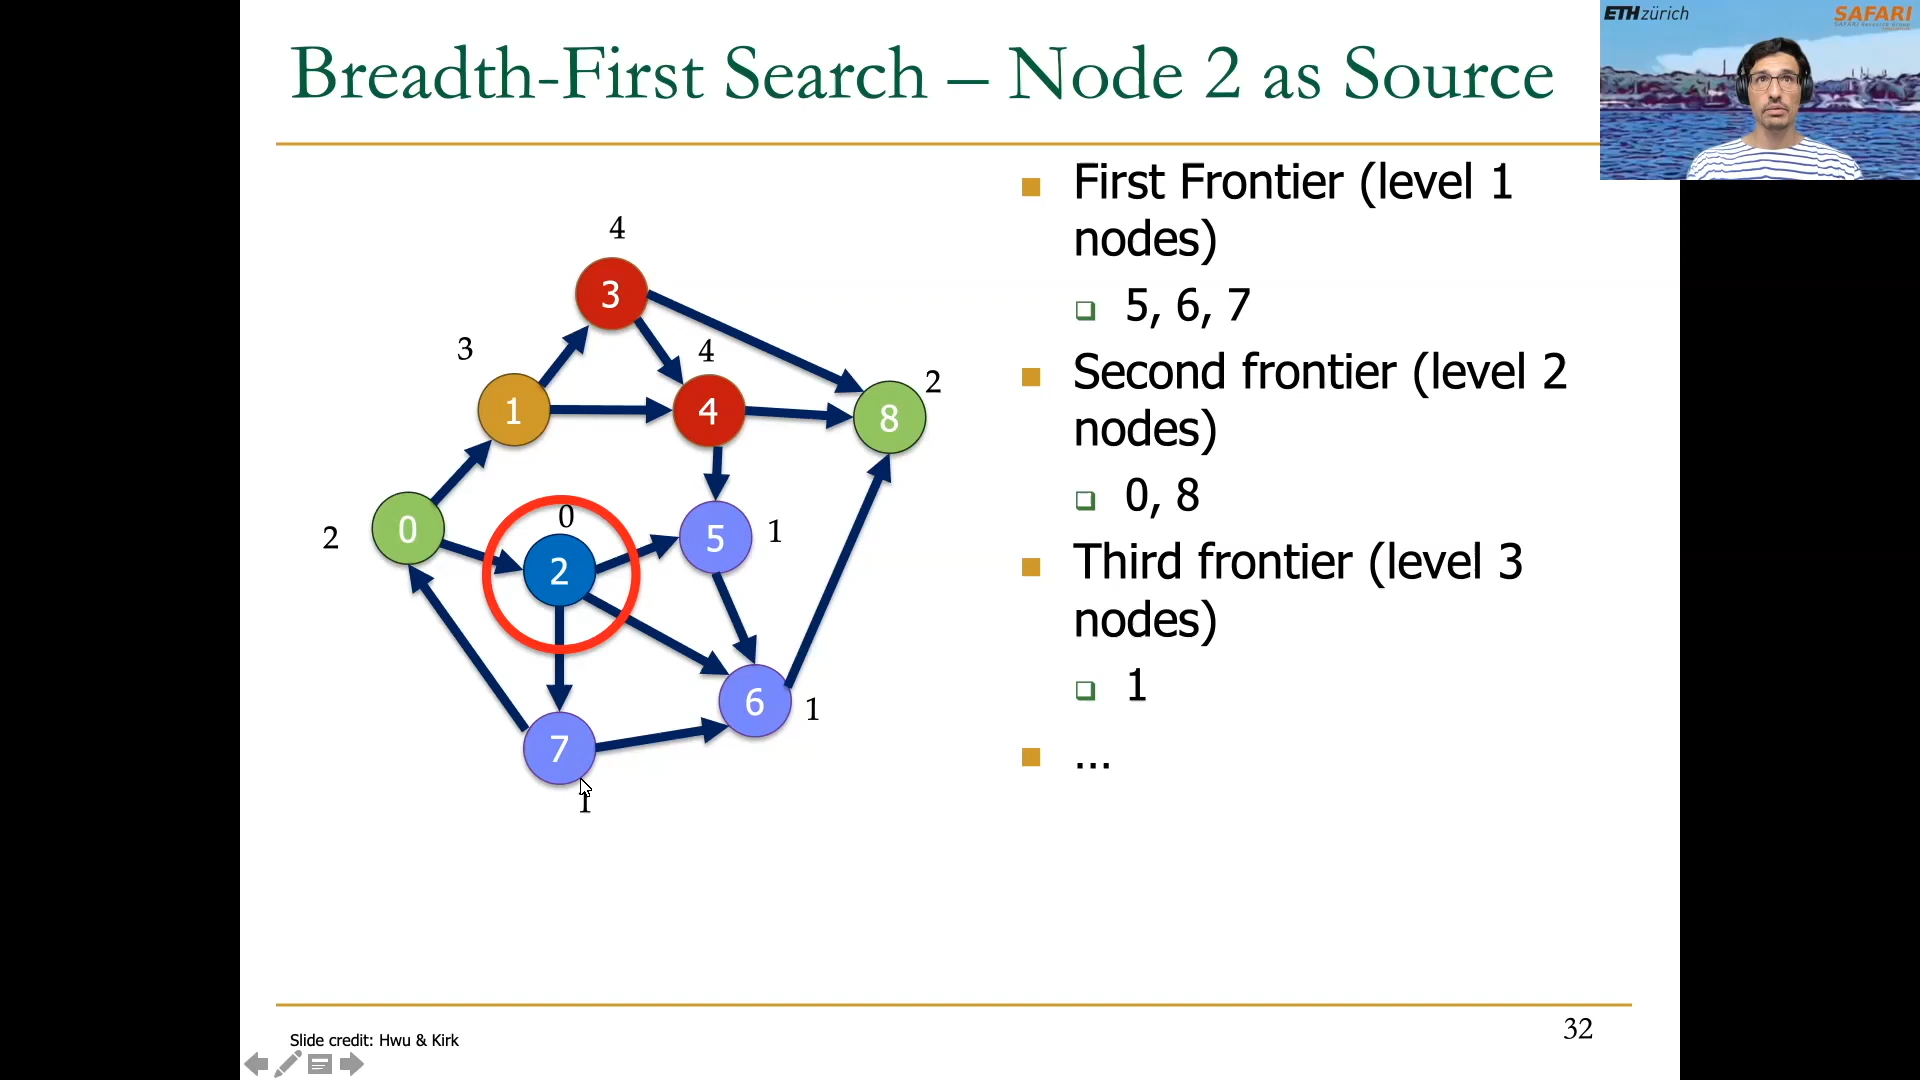 Breadth-First Search – Node 2 as Source
ETH zürich
SAFARI
First Frontier (level 1
nodes)
5, 6, 7
Second frontier (level 2
nodes)
0, 8
Third frontier (level 3
nodes)
1
...
4
3
3
4
2
1
4
8
0
2
0
5
1
2
6
1
7
1
Slide credit: Hwu & Kirk
32